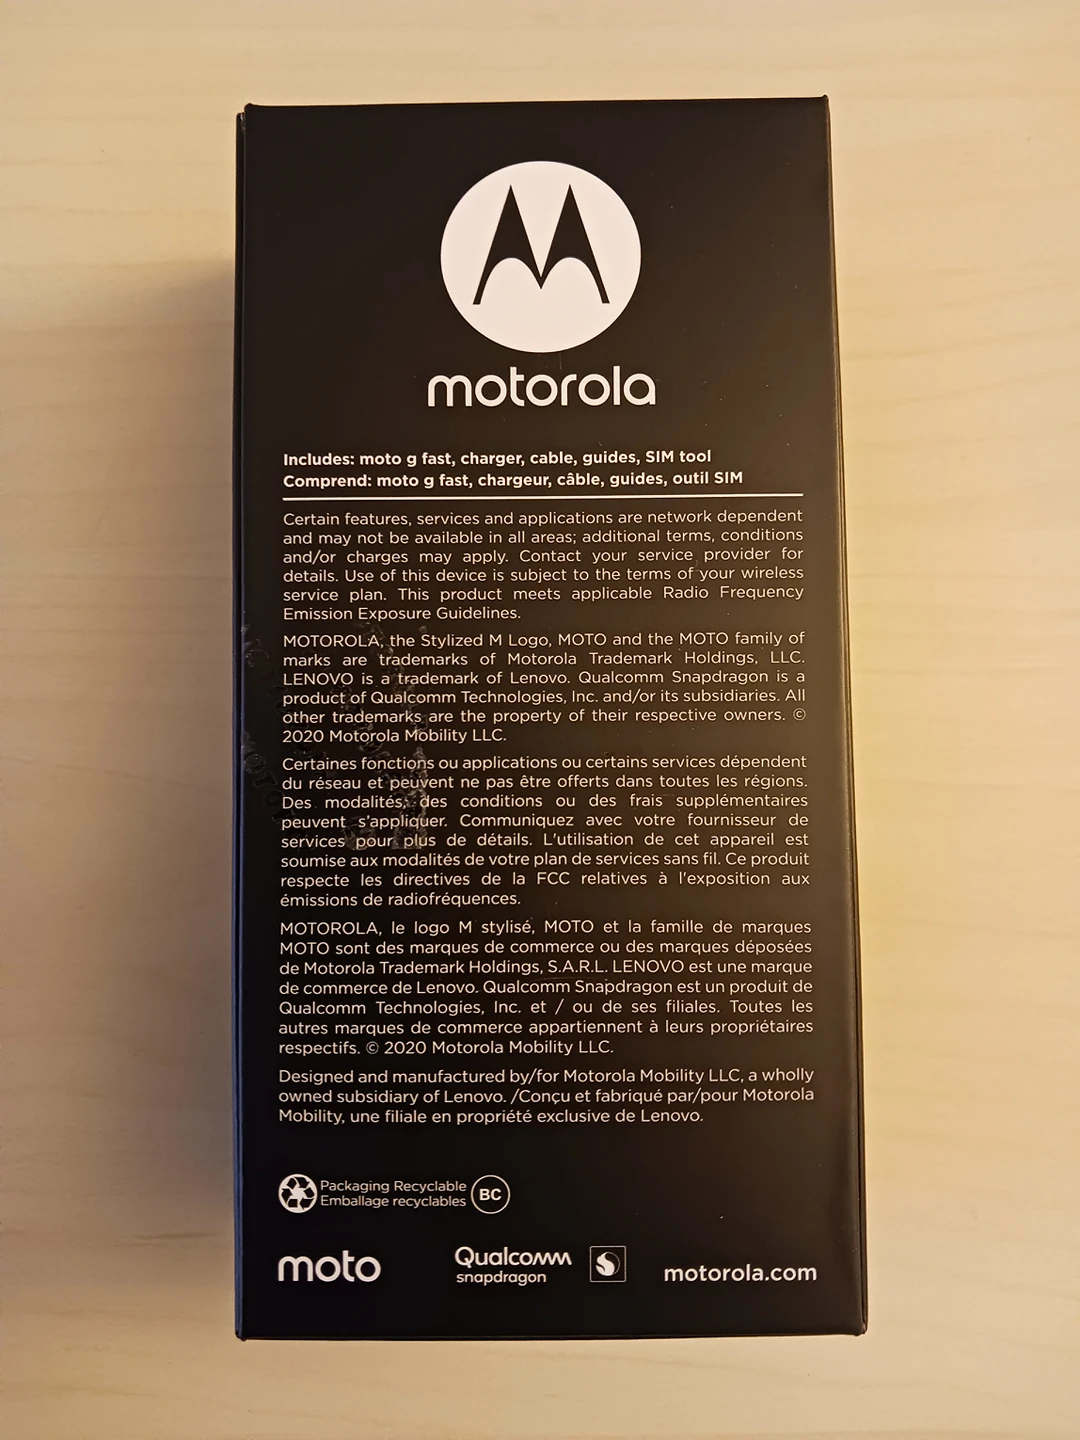 motorola
Includes: moto g fast, charger, cable, guides, SIM tool
Comprend: moto g fast, chargeur, câble, guides, outil SIM
Certain features, services and applications are network dependent
and may not be available in all areas; additional terms, conditions
and/or charges may apply. Contact your service provider for
details. Use of this device is subject to the terms of your wireless
service plan. This product meets applicable Radio Frequency
Emission Exposure Guidelines.
MOTOROLA, the Stylized M Logo, MOTO and the MOTO family of
marks are trademarks of Motorola Trademark Holdings, LLC.
LENOVO is a trademark of Lenovo. Qualcomm Snapdragon is a
product of Qualcomm Technologies, Inc. and/or its subsidiaries. All
other trademarks are the property of their respective owners. ©
2020 Motorola Mobility LLC.
Certaines fonctions ou applications ou certains services dépendent
du réseau et peuvent ne pas être offerts dans toutes les régions.
Des modalités, des conditions ou des frais supplémentaires
peuvent s'appliquer. Communiquez avec votre fournisseur de
services pour plus de détails. L'utilisation de cet appareil est
soumise aux modalités de votre plan de services sans fil. Ce produit
respecte les directives de la FCC relatives à l'exposition aux
émissions de radiofréquences.
MOTOROLA, le logo M stylisé, MOTO et la famille de marques
MOTO sont des marques de commerce ou des marques déposées
de Motorola Trademark Holdings, S.A.R.L. LENOVO est une marque
de commerce de Lenovo. Qualcomm Snapdragon est un produit de
Qualcomm Technologies, Inc. et / ou de ses filiales. Toutes les
autres marques de commerce appartiennent à leurs propriétaires
respectifs. © 2020 Motorola Mobility LLC.
Designed and manufactured by/for Motorola Mobility LLC, a wholly
owned subsidiary of Lenovo. /Conçu et fabriqué par/pour Motorola
Mobility, une filiale en propriété exclusive de Lenovo.
Packaging Recyclable
Emballage recyclables
BC
moto
Qualcomm
snapdragon
motorola.com